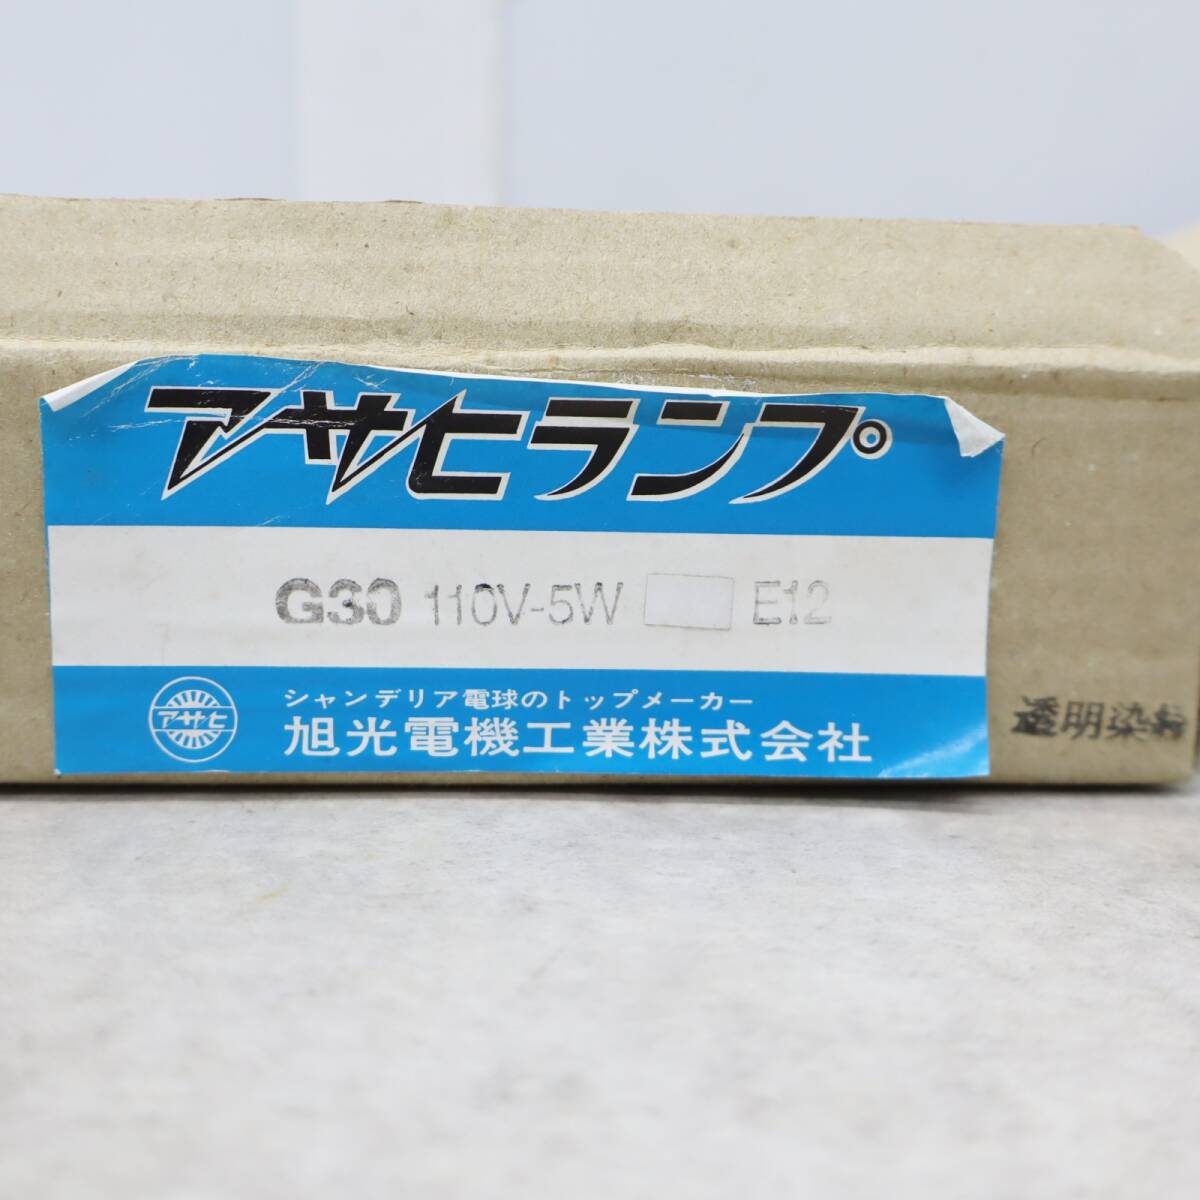 アサヒランプ
G30 110V-5W E12
アサヒ
シャンデリア電球のトップメーカー
旭光電機工業株式会社
透明染